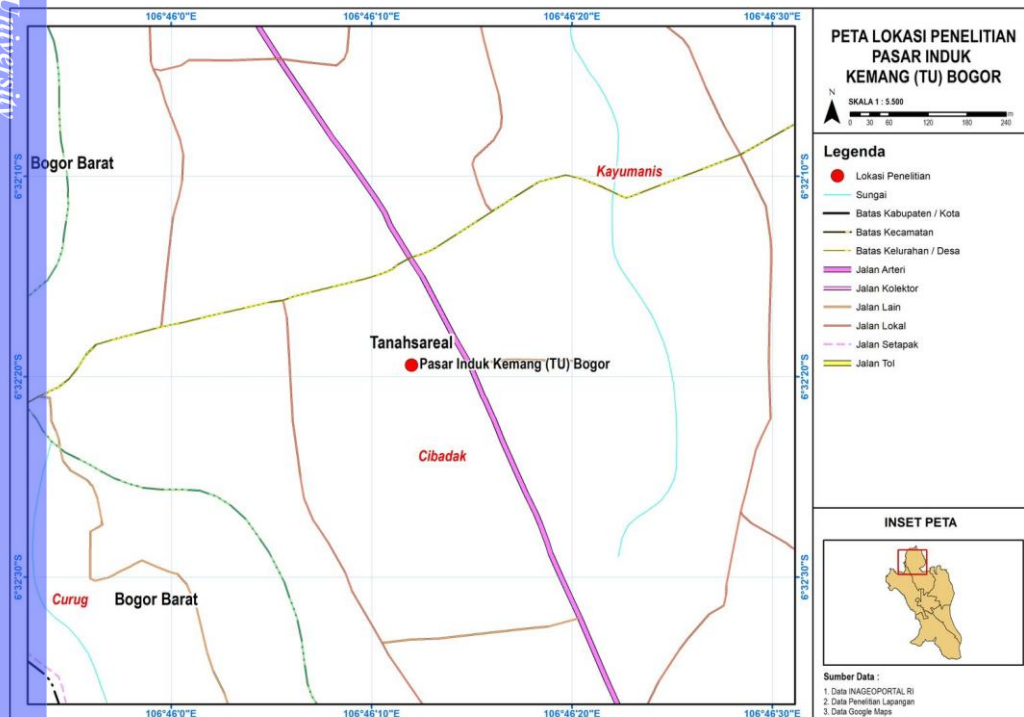 University
106°46'0"E
106°46'10"E
106°46'20"E
106°46'30"E
6°32'10"S
6°32'20"S
6°32'30"S
Bogor Barat
Kayumanis
Tanahsareal
Pasar Induk Kemang (TU) Bogor
Cibadak
Curug
Bogor Barat
6°32'10"S
6°32'20"S
6°32'30"S
106°46'0"E
106°46'10"E
106°46'20"E
106°46'30"E
PETA LOKASI PENELITIAN
PASAR INDUK
KEMANG (TU) BOGOR
N
SKALA 1 : 5.500
0 30 60 120 180 240 m
Legenda
Lokasi Penelitian
Sungai
Batas Kabupaten / Kota
Batas Kecamatan
Batas Kelurahan / Desa
Jalan Arteri
Jalan Kolektor
Jalan Lain
Jalan Lokal
Jalan Setapak
Jalan Tol
INSET PETA
Sumber Data :
1. Data INAGEOPORTAL RI
2. Data Penelitian Lapangan
3. Data Google Maps